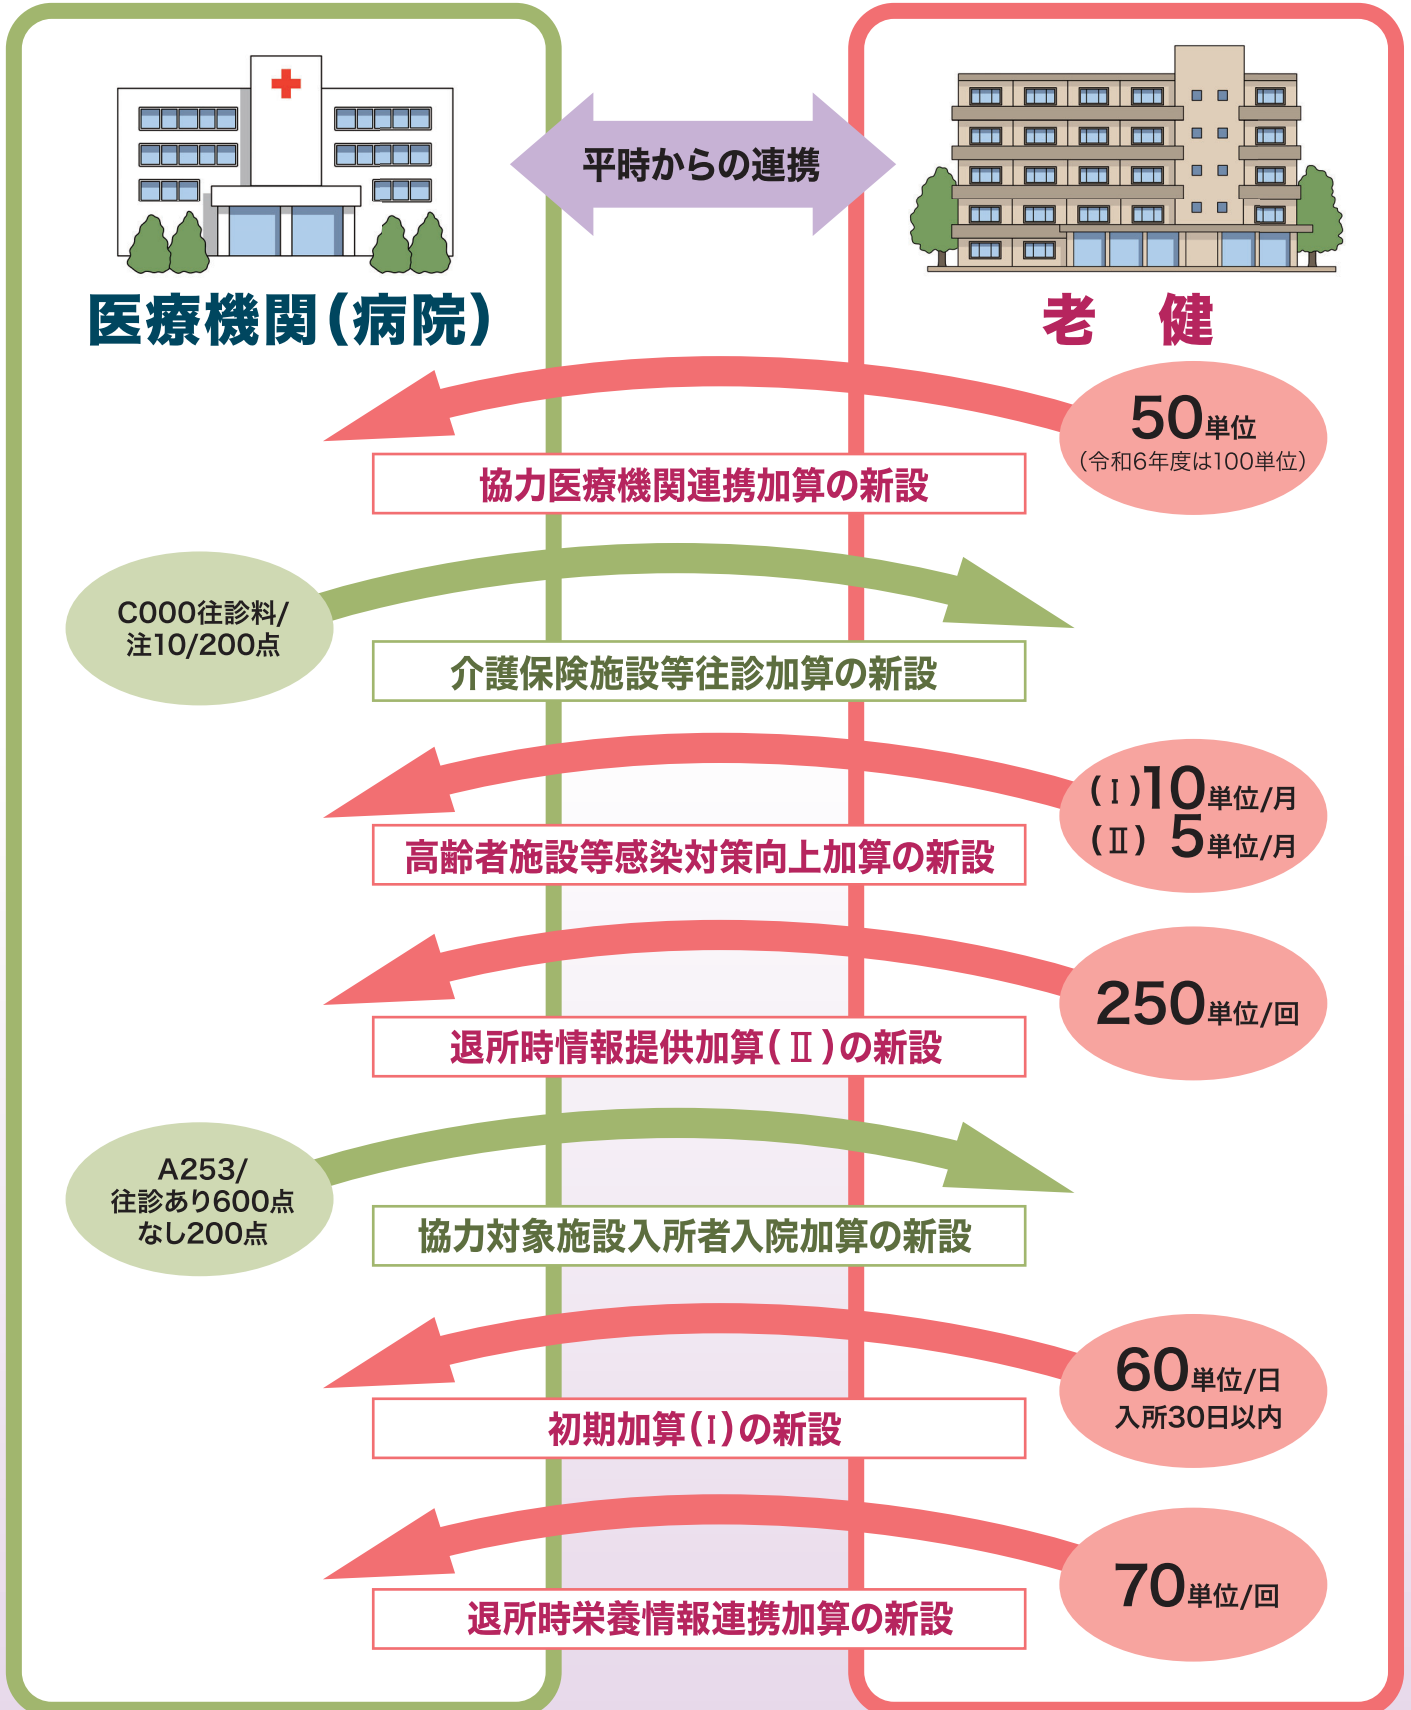 平時からの連携
医療機関（病院）
老　健
50単位
（令和6年度は100単位）
協力医療機関連携加算の新設
C000往診料/
注10/200点
介護保険施設等往診加算の新設
（Ⅰ）10単位/月
（Ⅱ） 5単位/月
高齢者施設等感染対策向上加算の新設
250単位/回
退所時情報提供加算（Ⅱ）の新設
A253/
往診あり600点
なし200点
協力対象施設入所者入院加算の新設
60単位/日
入所30日以内
初期加算（Ⅰ）の新設
70単位/回
退所時栄養情報連携加算の新設